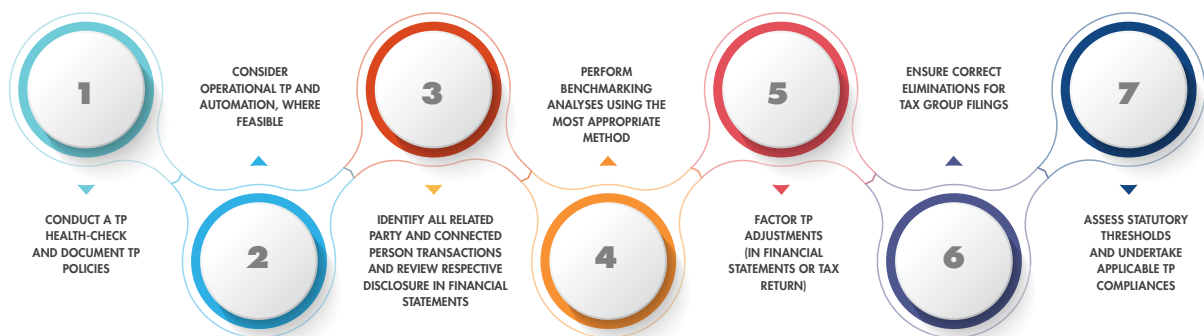 1
CONDUCT A TP
HEALTH-CHECK
AND DOCUMENT TP
POLICIES
CONSIDER
OPERATIONAL TP AND
AUTOMATION, WHERE
FEASIBLE
2
3
IDENTIFY ALL RELATED
PARTY AND CONNECTED
PERSON TRANSACTIONS
AND REVIEW RESPECTIVE
DISCLOSURE IN FINANCIAL
STATEMENTS
PERFORM
BENCHMARKING
ANALYSES USING THE
MOST APPROPRIATE
METHOD
4
5
FACTOR TP
ADJUSTMENTS
(IN FINANCIAL
STATEMENTS OR TAX
RETURN)
ENSURE CORRECT
ELIMINATIONS FOR
TAX GROUP FILINGS
6
7
ASSESS STATUTORY
THRESHOLDS
AND UNDERTAKE
APPLICABLE TP
COMPLIANCES